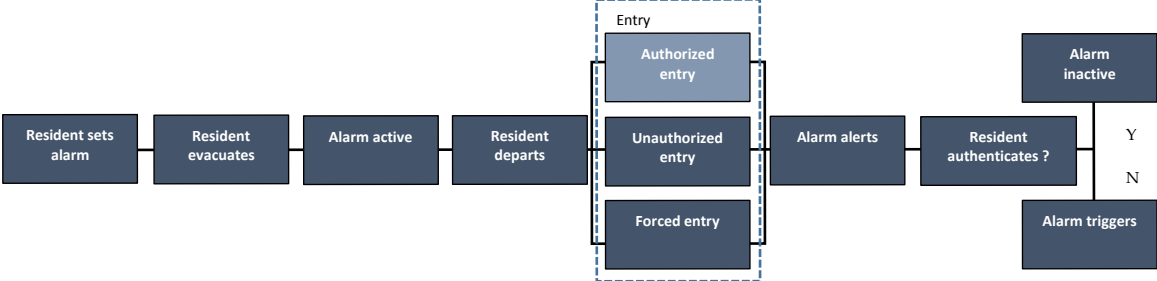 Entry
Authorized
entry
Alarm
inactive
Resident sets
alarm
Resident
evacuates
Alarm active
Resident
departs
Unauthorized
entry
Alarm alerts
Resident
authenticates ?
Y
N
Forced entry
Alarm triggers